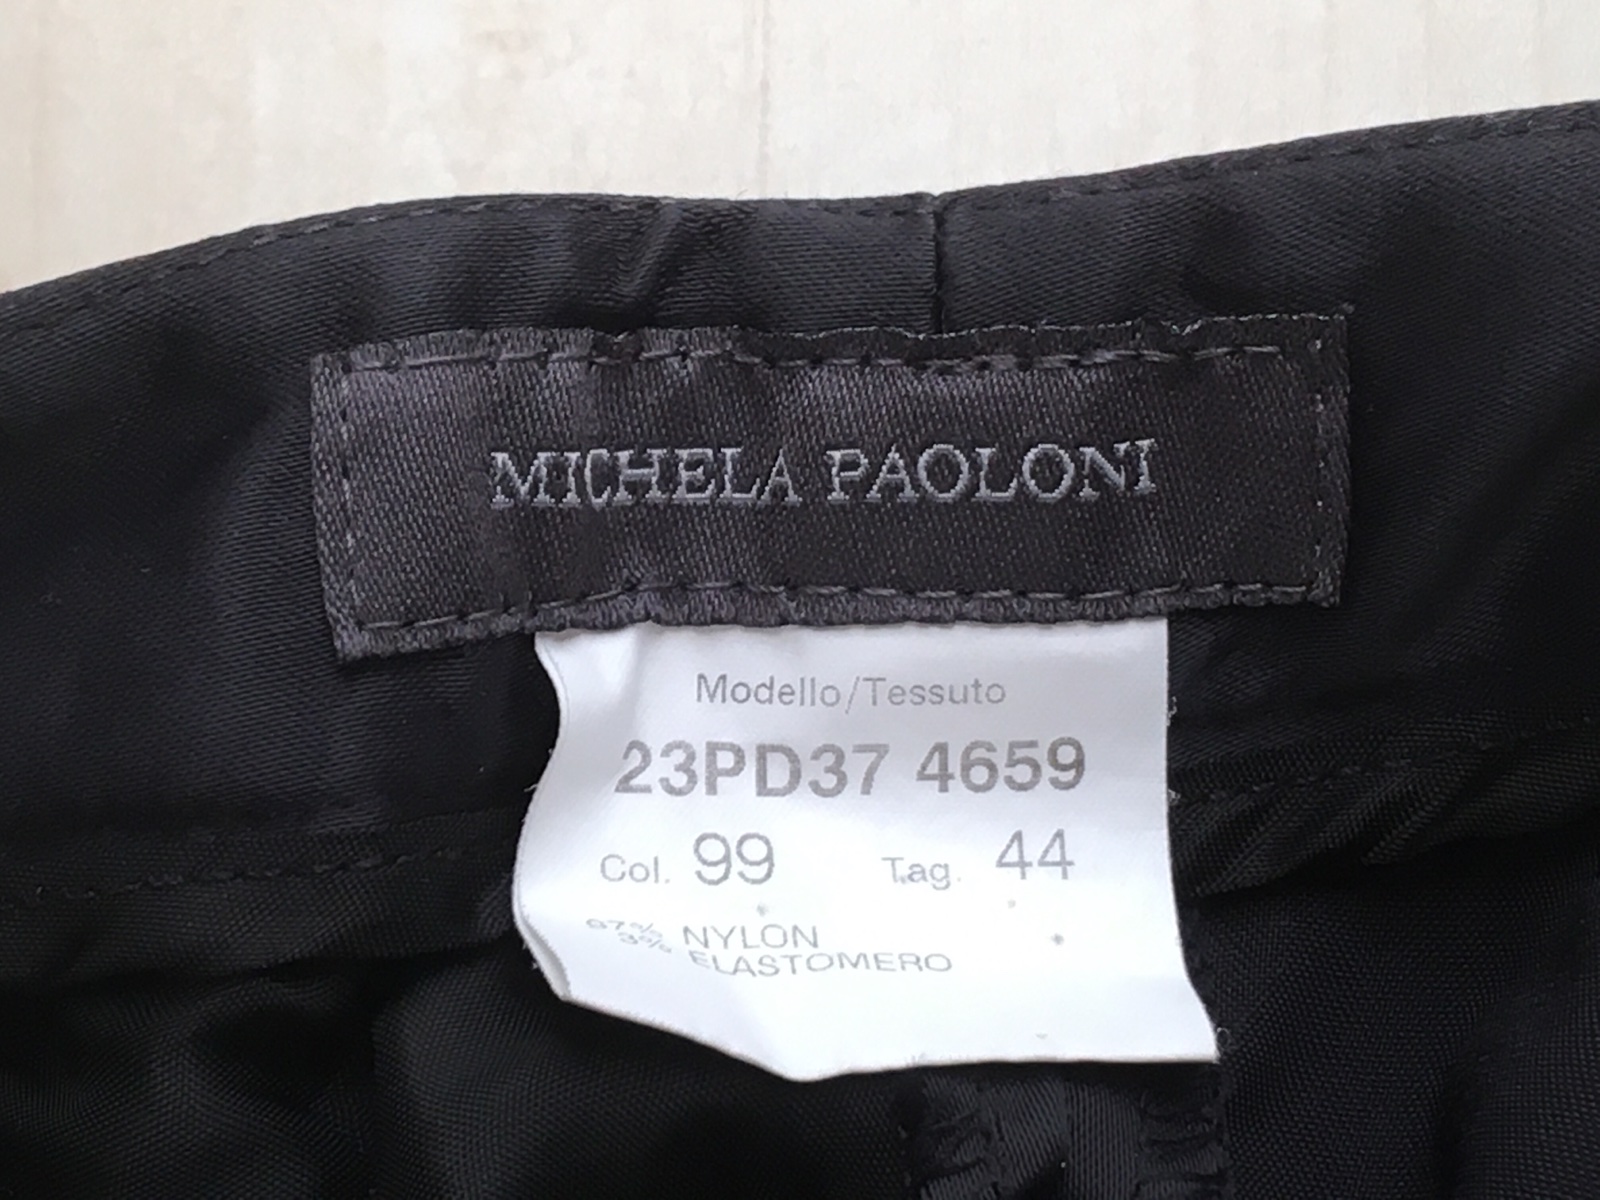 MICHELA PAOLONI
Modello/Tessuto
23PD37 4659
Col. 99 Tag. 44
97% NYLON
3% ELASTOMERO